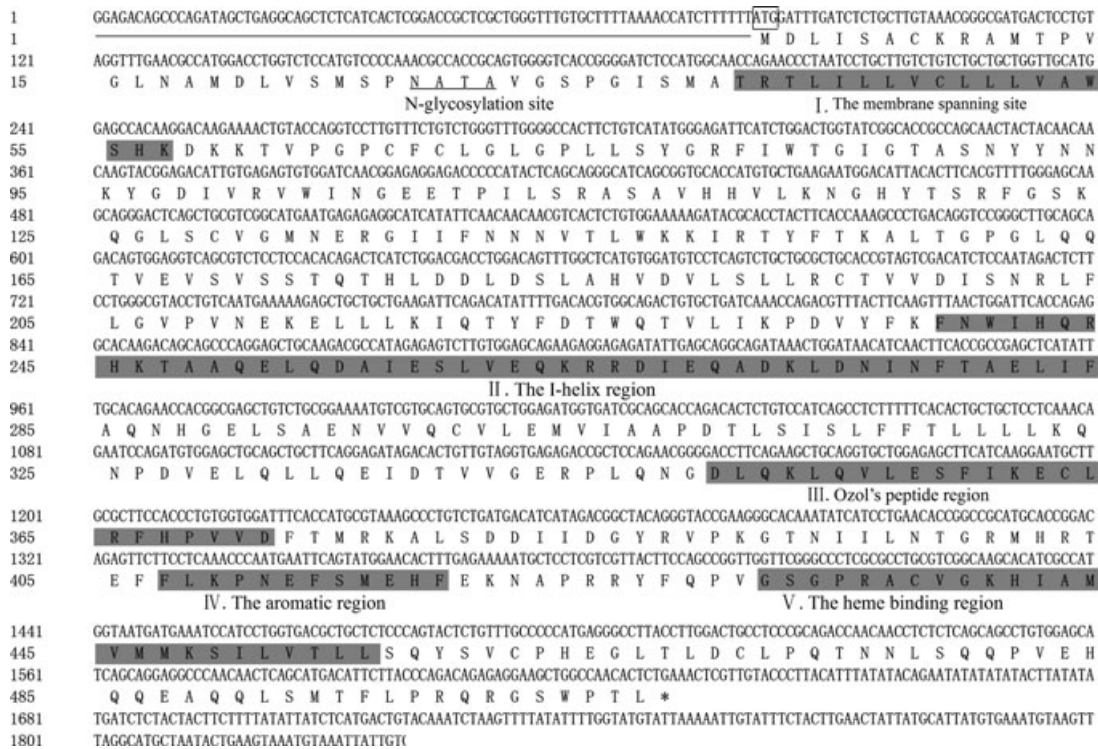 1 GGAGACAGCCCAGATAGCTGAGGCAGCTCTCATCACTCGGACCGCTCGCTGGGTTTGTGCTTTTAAAACCATCTTTTTTATGGATTTGATCTCTGCTTGTAAACGGGCGATGACTCCTGT
1 M D L I S A C K R A M T P V
121 AGGTTTGAACGCCATGGACCTGGTCTCCATGTCCCCAAACGCCACCGCAGTGGGGTCACCGGGGATCTCCATGGCAACCAGAACCCTAATCCTGCTTGTCTGTCTGCTGCTGGTTGCATG
15 G L N A M D L V S M S P N A T A V G S P G I S M A T R T L I L L V C L L L V A W
N-glycosylation site Ⅰ. The membrane spanning site
241 GAGCCACAAGGACAAGAAAACTGTACCAGGTCCTTGTTTCTGTCTGGGTTTGGGGCCACTTCTGTCATATGGGAGATTCATCTGGACTGGTATCGGCACCGCCAGCAACTACTACAACAA
55 S H K D K K T V P G P C F C L G L G P L L S Y G R F I W T G I G T A S N Y Y N N
361 CAAGTACGGAGACATTGTGAGAGTGTGGATCAACGGAGAGGAGACCCCCATACTCAGCAGGGCATCAGCGGTGCACCATGTGCTGAAGAATGGACATTACACTTCACGTTTTGGGAGCAA
95 K Y G D I V R V W I N G E E T P I L S R A S A V H H V L K N G H Y T S R F G S K
481 GCAGGGACTCAGCTGCGTCGGCATGAATGAGAGAGGCATCATATTCAACAACAACGTCACTCTGTGGAAAAAGATACGCACCTACTTCACCAAAGCCCTGACAGGTCCGGGCTTGCAGCA
125 Q G L S C V G M N E R G I I F N N N V T L W K K I R T Y F T K A L T G P G L Q Q
601 GACAGTGGAGGTCAGCGTCTCCTCCACACAGACTCATCTGGACGACCTGGACAGTTTGGCTCATGTGGATGTCCTCAGTCTGCTGCGCTGCACCGTAGTCGACATCTCCAATAGACTCTT
165 T V E V S V S S T Q T H L D D L D S L A H V D V L S L L R C T V V D I S N R L F
721 CCTGGGCGTACCTGTCAATGAAAAAGAGCTGCTGCTGAAGATTCAGACATATTTTGACACGTGGCAGACTGTGCTGATCAAACCAGACGTTTACTTCAAGTTTAACTGGATTCACCAGAG
205 L G V P V N E K E L L L K I Q T Y F D T W Q T V L I K P D V Y F K F N W I H Q R
841 GCACAAGACAGCAGCCCAGGAGCTGCAAGACGCCATAGAGAGTCTTGTGGAGCAGAAGAGGAGAGATATTGAGCAGGCAGATAAACTGGATAACATCAACTTCACCGCCGAGCTCATATT
245 H K T A A Q E L Q D A I E S L V E Q K R R D I E Q A D K L D N I N F T A E L I F
Ⅱ. The I-helix region
961 TGCACAGAACCACGGCGAGCTGTCTGCGGAAAATGTCGTGCAGTGCGTGCTGGAGATGGTGATCGCAGCACCAGACACTCTGTCCATCAGCCTCTTTTTCACACTGCTGCTCCTCAAACA
285 A Q N H G E L S A E N V V Q C V L E M V I A A P D T L S I S L F F T L L L L K Q
1081 GAATCCAGATGTGGAGCTGCAGCTGCTTCAGGAGATAGACACTGTTGTAGGTGAGAGACCGCTCCAGAACGGGGACCTTCAGAAGCTGCAGGTGCTGGAGAGCTTCATCAAGGAATGCTT
325 N P D V E L Q L L Q E I D T V V G E R P L Q N G D L Q K L Q V L E S F I K E C L
Ⅲ. Ozol's peptide region
1201 GCGCTTCCACCCTGTGGTGGATTTCACCATGCGTAAAGCCCTGTCTGATGACATCATAGACGGCTACAGGGTACCGAAGGGCACAAATATCATCCTGAACACCGGCCGCATGCACCGGAC
365 R F H P V V D F T M R K A L S D D I I D G Y R V P K G T N I I L N T G R M H R T
1321 AGAGTTCTTCCTCAAACCCAATGAATTCAGTATGGAACACTTTGAGAAAAATGCTCCTCGTCGTTACTTCCAGCCGGTTGGTTCGGGCCCTCGCGCCTGCGTCGGCAAGCACATCGCCAT
405 E F F L K P N E F S M E H F E K N A P R R Y F Q P V G S G P R A C V G K H I A M
Ⅳ. The aromatic region Ⅴ. The heme binding region
1441 GGTAATGATGAAATCCATCCTGGTGACGCTGCTCTCCCAGTACTCTGTTTGCCCCCATGAGGGCCTTACCTTGGACTGCCTCCCGCAGACCAACAACCTCTCTCAGCAGCCTGTGGAGCA
445 V M M K S I L V T L L S Q Y S V C P H E G L T L D C L P Q T N N L S Q Q P V E H
1561 TCAGCAGGAGGCCCAACAACTCAGCATGACATTCTTACCCAGACAGAGAGGAAGCTGGCCAACACTCTGAAACTCGTTGTACCCTTACATTTATATACAGAATATATATATATACTTATATA
485 Q Q E A Q Q L S M T F L P R Q R G S W P T L *
1681 TGATCTCTACTACTTCTTTTATATTATCTCATGACTGTACAAATCTAAGTTTTATATTTTGGTATGTATTAAAAATTGTATTTCTACTTGAACTATTATGCATTATGTGAAATGTAAGTT
1801 TAGGCATGCTAATACTGAAGTAAATGTAAATTATTGTC